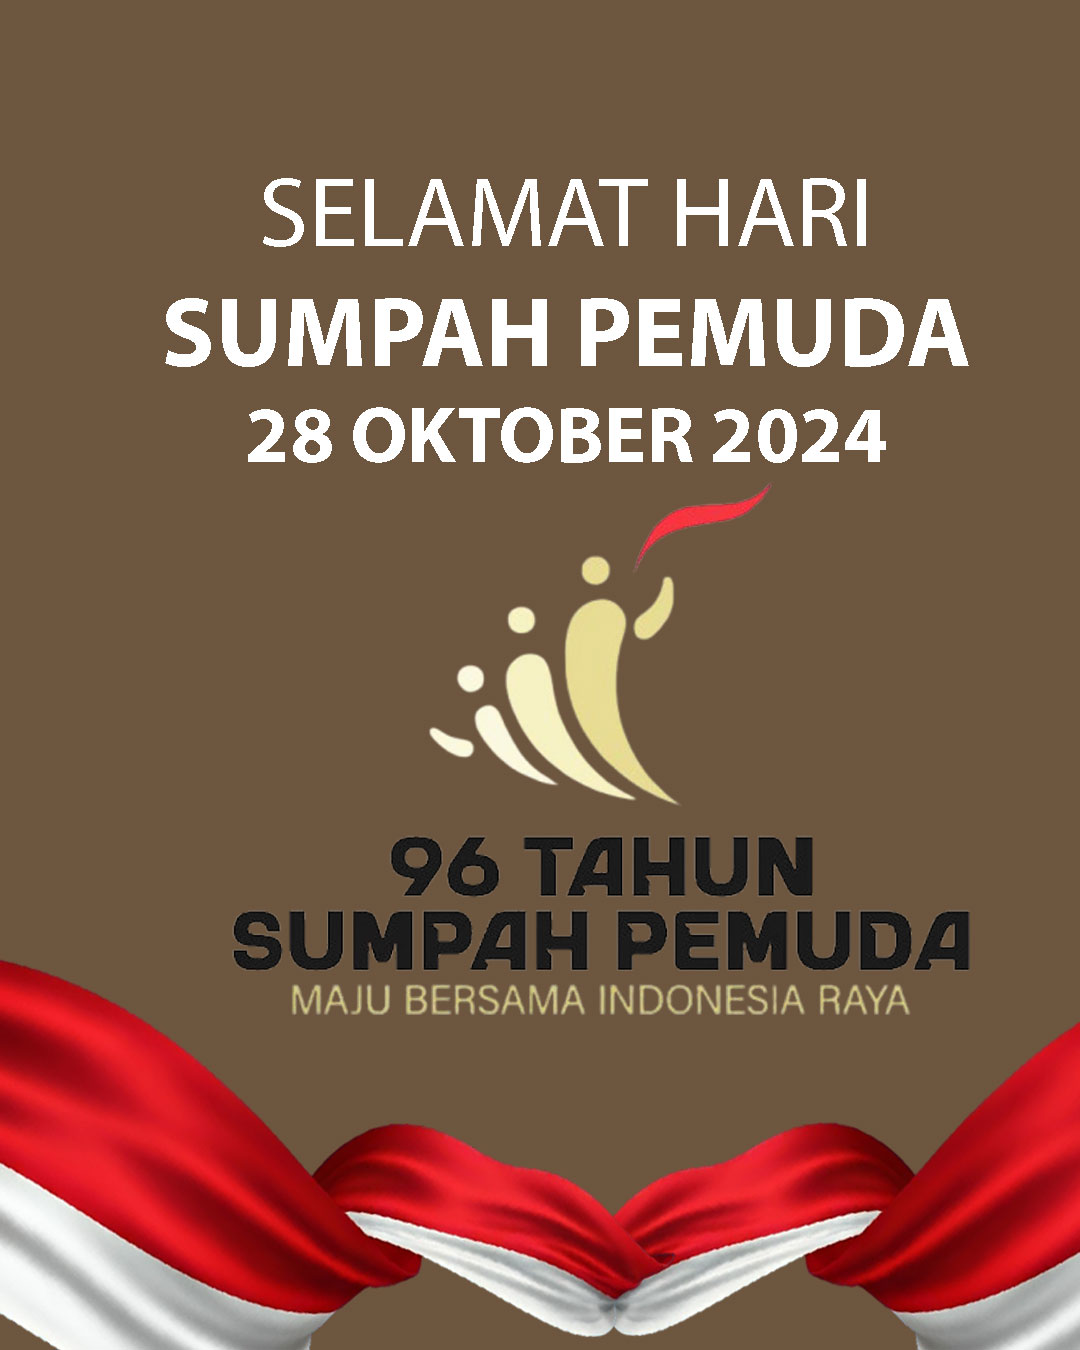 SELAMAT HARI
SUMPAH PEMUDA
28 OKTOBER 2024
96 TAHUN
SUMPAH PEMUDA
MAJU BERSAMA INDONESIA RAYA